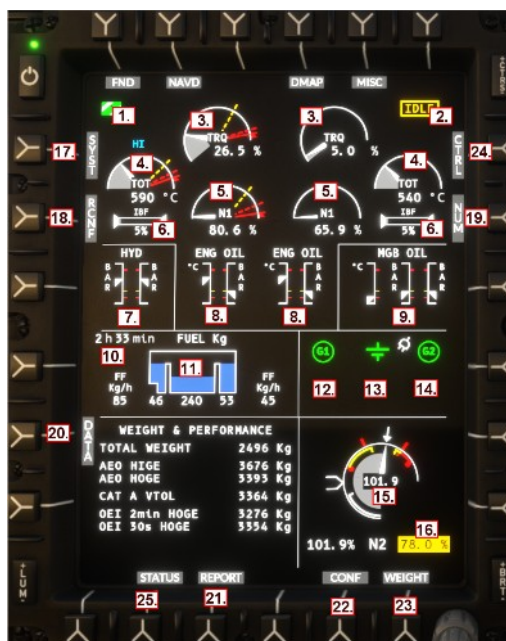 FND NAVD DMAP MISC
CTRS
1. 3. 3. IDLE 2.
TRQ 26.5 % TRQ 5.0 %
17. SYST HI CTRL 24.
4. 4.
TOT 590 °C TOT 540 °C
18. RCNF 5. 5. NUM 19.
IBF 5% 6. N1 80.6 % N1 65.9 % IBF 5% 6.
HYD ENG OIL ENG OIL MGB OIL
BAR BAR °C BAR °C BAR °C BAR BAR
7. 8. 8. 9.
2 h 33 min FUEL Kg
10. 11. G1 G2
FF Kg/h 85 46 240 53 FF Kg/h 45
12. 13. 14.
20. DATA
WEIGHT & PERFORMANCE
TOTAL WEIGHT 2496 Kg
AEO HIGE 3676 Kg
AEO HOGE 3393 Kg
CAT A VTOL 3364 Kg
OEI 2min HOGE 3276 Kg
OEI 30s HOGE 3354 Kg
101.9
15.
16.
101.9% N2 78.0 %
+LUM- +BRT-
STATUS REPORT CONF WEIGHT
25. 21. 22. 23.